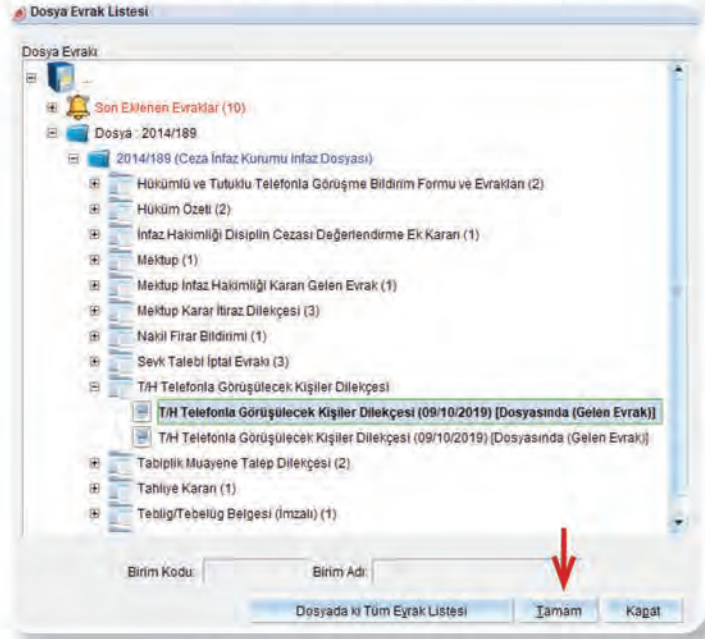 Dosya Evrak Listesi
Dosya Evrakı
...
Son Eklenen Evraklar (10)
Dosya : 2014/189
2014/189 (Ceza İnfaz Kurumu İnfaz Dosyası)
Hükümlü ve Tutuklu Telefonla Görüşme Bildirim Formu ve Evrakları (2)
Hüküm Özeti (2)
İnfaz Hakimliği Disiplin Cezası Değerlendirme Ek Kararı (1)
Mektup (1)
Mektup İnfaz Hakimliği Kararı Gelen Evrak (1)
Mektup Karar İtiraz Dilekçesi (3)
Nakil Firar Bildirimi (1)
Sevk Talebi İptal Evrakı (3)
T/H Telefonla Görüşülecek Kişiler Dilekçesi
T/H Telefonla Görüşülecek Kişiler Dilekçesi (09/10/2019) [Dosyasında (Gelen Evrak)]
T/H Telefonla Görüşülecek Kişiler Dilekçesi (09/10/2019) [Dosyasında (Gelen Evrak)]
Tabiplik Muayene Talep Dilekçesi (2)
Tahliye Kararı (1)
Tebliğ/Tebelüğ Belgesi (İmzalı) (1)
Birim Kodu: Birim Adı:
Dosyada ki Tüm Evrak Listesi Tamam Kapat